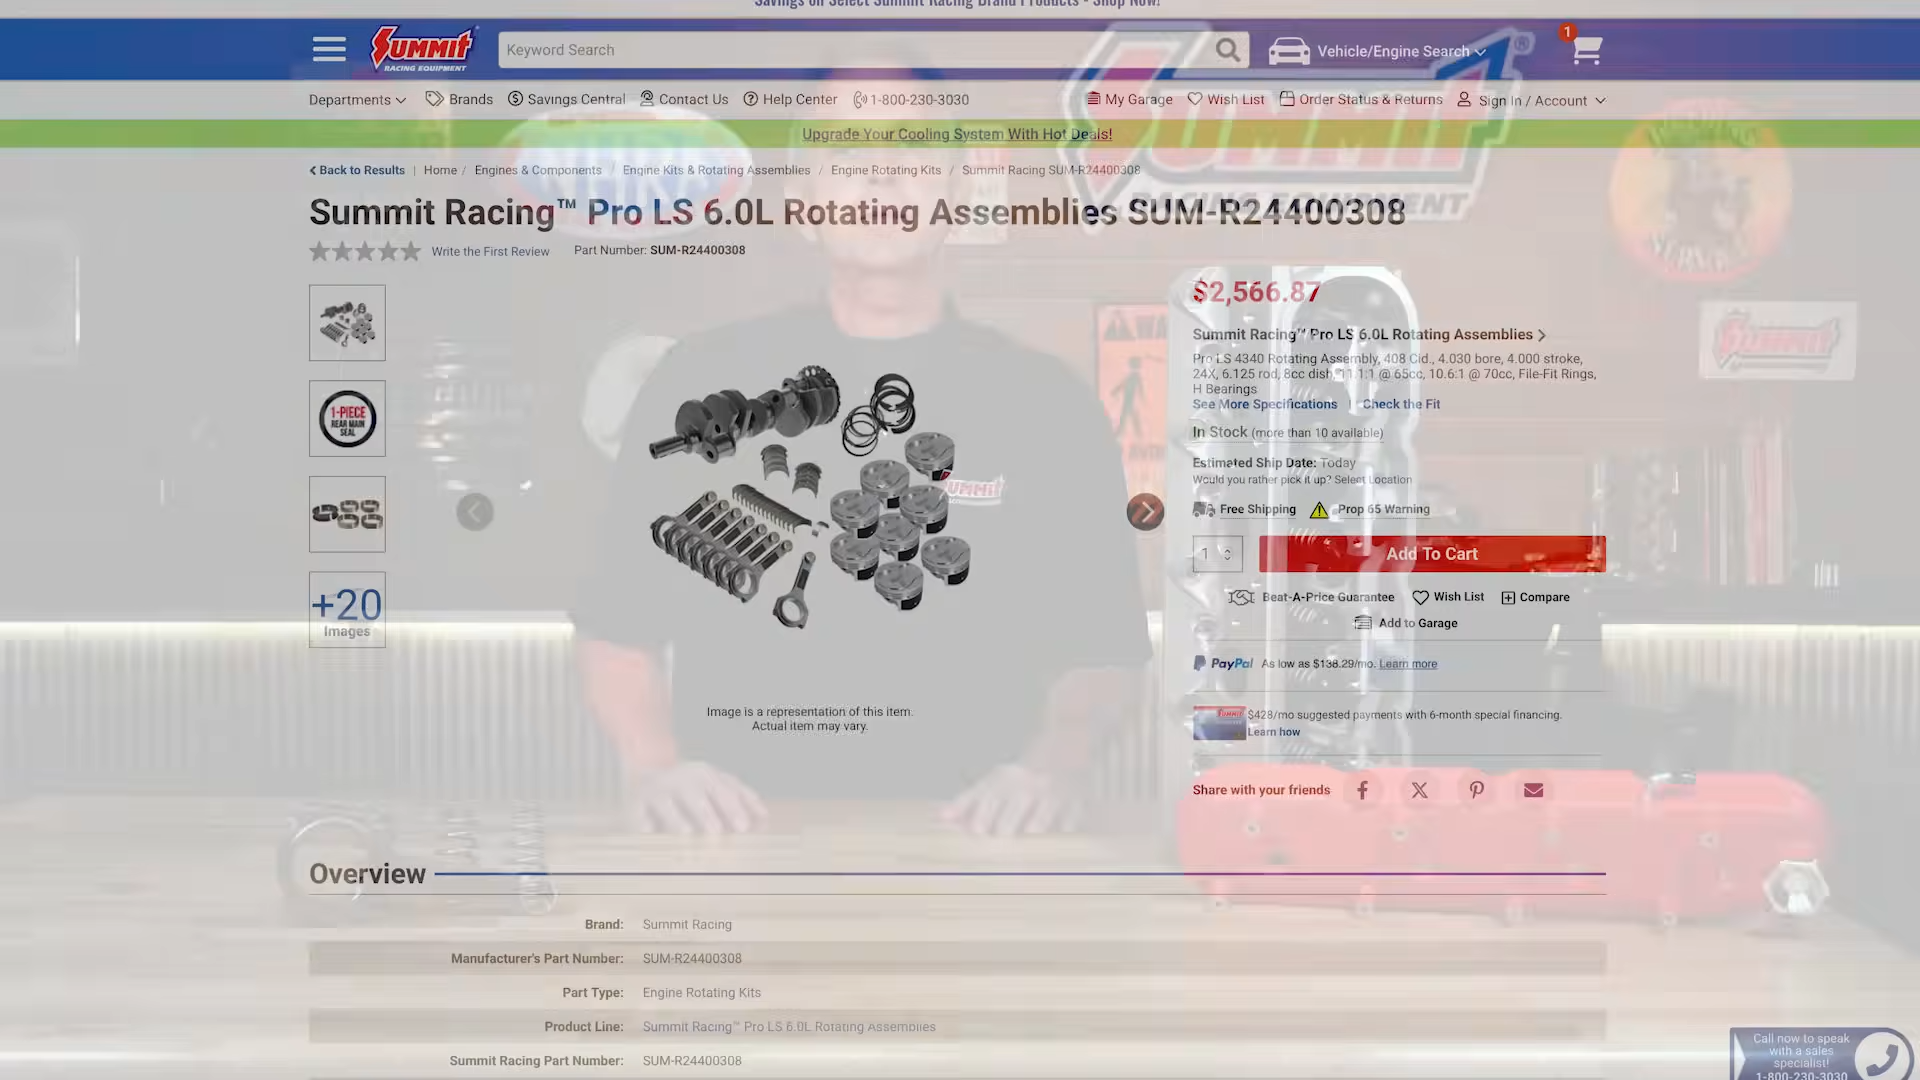 Savings on Select Summit Racing Brand Products - Shop Now!
SUMMIT
RACING EQUIPMENT
Keyword Search
Vehicle/Engine Search
1
Departments
Brands
Savings Central
Contact Us
Help Center
1-800-230-3030
My Garage
Wish List
Order Status & Returns
Sign In / Account
Upgrade Your Cooling System With Hot Deals!
Back to Results | Home / Engines & Components / Engine Kits & Rotating Assemblies / Engine Rotating Kits / Summit Racing SUM-R24400308
SUMMIT
RACING EQUIPMENT
Summit Racing™ Pro LS 6.0L Rotating Assemblies SUM-R24400308
Write the First Review
Part Number: SUM-R24400308
1-PIECE
REAR MAIN
SEAL
+20
Images
SUMMIT
Image is a representation of this item.
Actual item may vary.
$2,566.87
Summit Racing™ Pro LS 6.0L Rotating Assemblies
Pro LS 4340 Rotating Assembly, 408 Cid., 4.030 bore, 4.000 stroke,
24X, 6.125 rod, 8cc dish, 11.1:1 @ 65cc, 10.6:1 @ 70cc, File-Fit Rings,
H Bearings
See More Specifications | Check the Fit
In Stock (more than 10 available)
Estimated Ship Date: Today
Would you rather pick it up? Select Location
Free Shipping
Prop 65 Warning
1
Add To Cart
Beat-A-Price Guarantee
Wish List
Compare
Add to Garage
PayPal As low as $138.29/mo. Learn more
$428/mo suggested payments with 6-month special financing.
Learn how
Share with your friends
Overview
Brand: Summit Racing
Manufacturer's Part Number: SUM-R24400308
Part Type: Engine Rotating Kits
Product Line: Summit Racing™ Pro LS 6.0L Rotating Assemblies
Summit Racing Part Number: SUM-R24400308
Call now to speak
with a sales
specialist!
1-800-230-3030